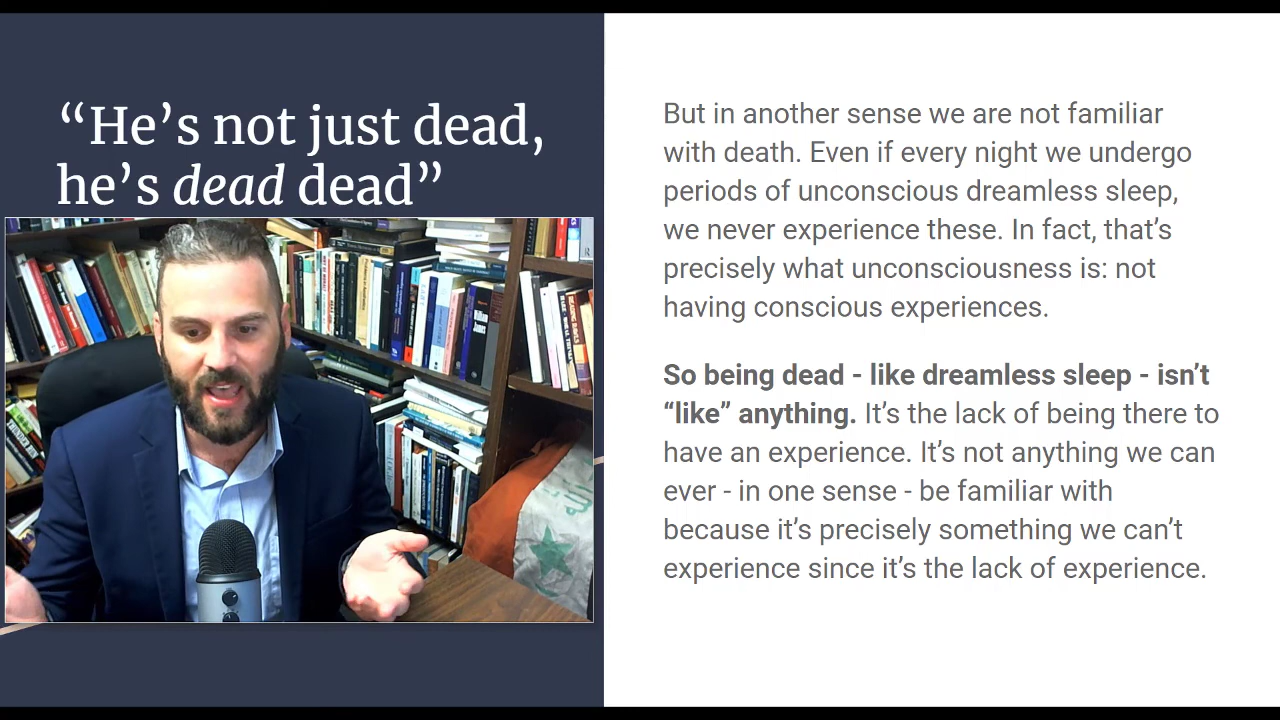 “He’s not just dead,
he’s dead dead”
But in another sense we are not familiar
with death. Even if every night we undergo
periods of unconscious dreamless sleep,
we never experience these. In fact, that’s
precisely what unconsciousness is: not
having conscious experiences.
So being dead - like dreamless sleep - isn’t
“like” anything. It’s the lack of being there to
have an experience. It’s not anything we can
ever - in one sense - be familiar with
because it’s precisely something we can’t
experience since it’s the lack of experience.